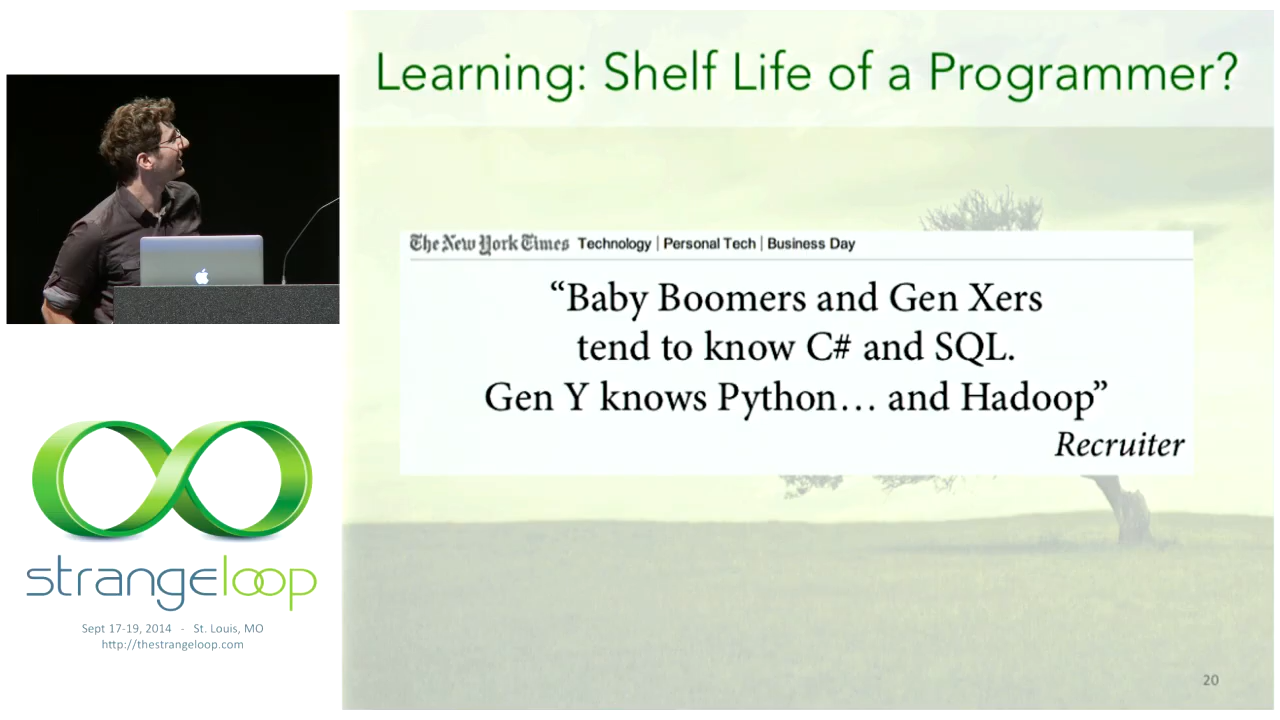 Learning: Shelf Life of a Programmer?
The New York Times Technology | Personal Tech | Business Day
“Baby Boomers and Gen Xers
tend to know C# and SQL.
Gen Y knows Python… and Hadoop”
Recruiter
strangeloop
Sept 17-19, 2014 - St. Louis, MO
http://thestrangeloop.com
20